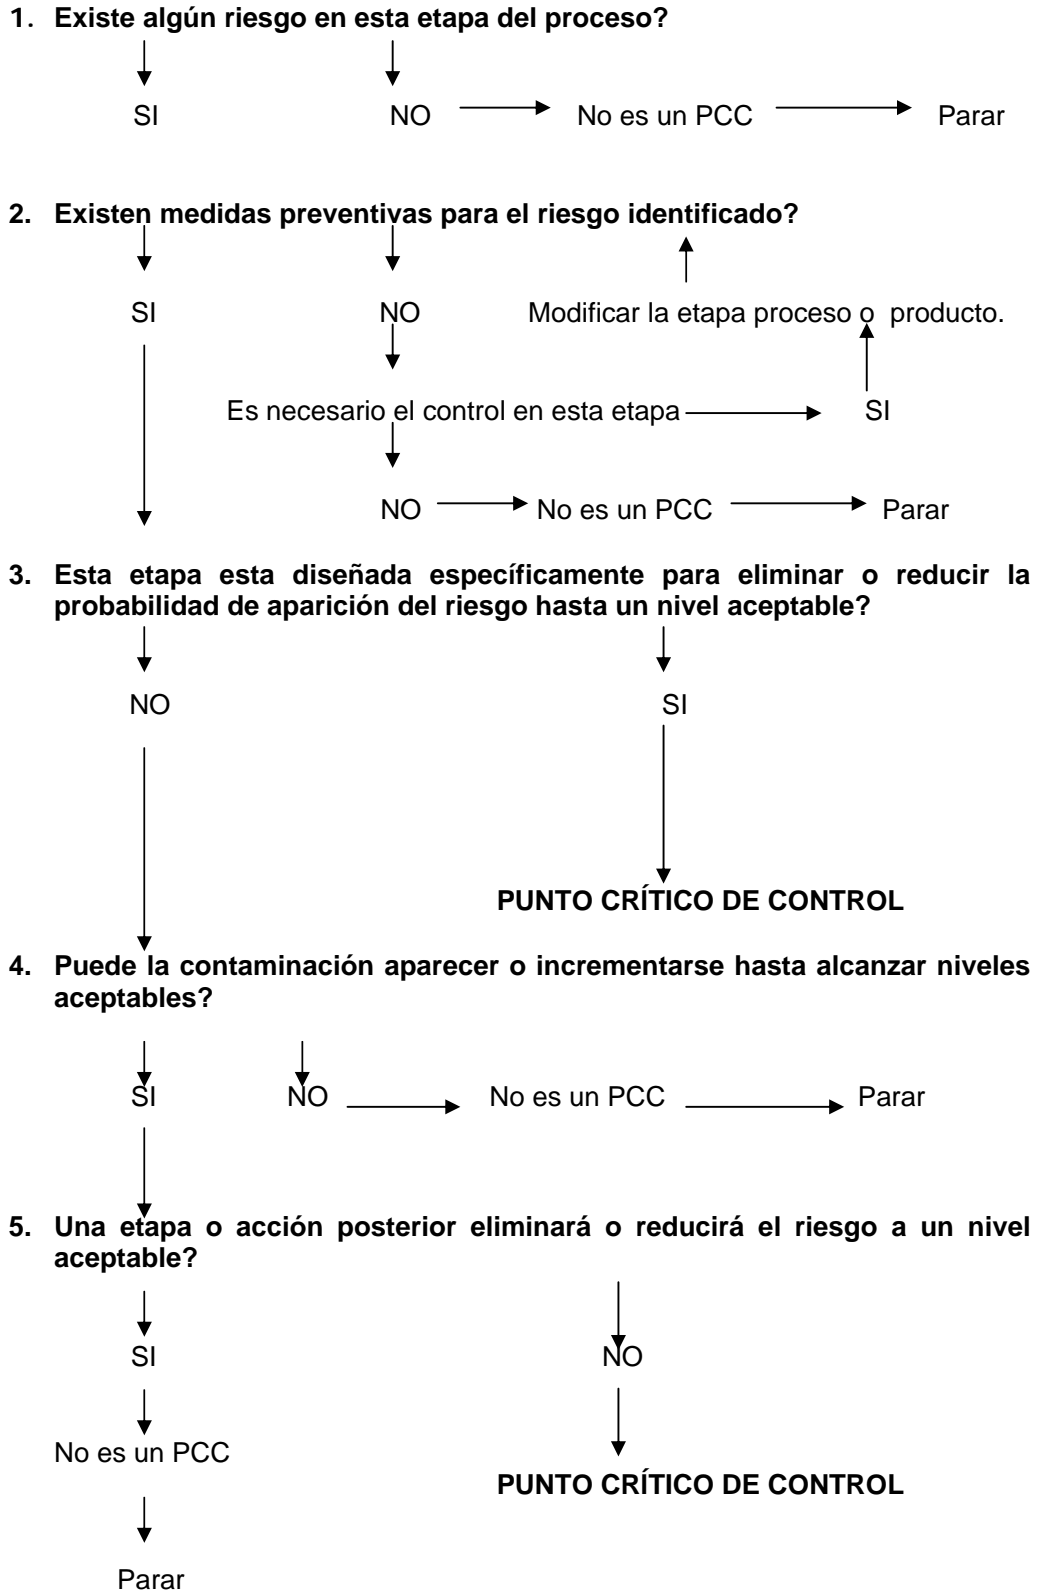 1. Existe algún riesgo en esta etapa del proceso?
SI NO No es un PCC Parar
2. Existen medidas preventivas para el riesgo identificado?
SI NO Modificar la etapa proceso o producto.
Es necesario el control en esta etapa SI
NO No es un PCC Parar
3. Esta etapa esta diseñada específicamente para eliminar o reducir la
probabilidad de aparición del riesgo hasta un nivel aceptable?
NO SI
PUNTO CRÍTICO DE CONTROL
4. Puede la contaminación aparecer o incrementarse hasta alcanzar niveles
aceptables?
SI NO No es un PCC Parar
5. Una etapa o acción posterior eliminará o reducirá el riesgo a un nivel
aceptable?
SI NO
No es un PCC
PUNTO CRÍTICO DE CONTROL
Parar